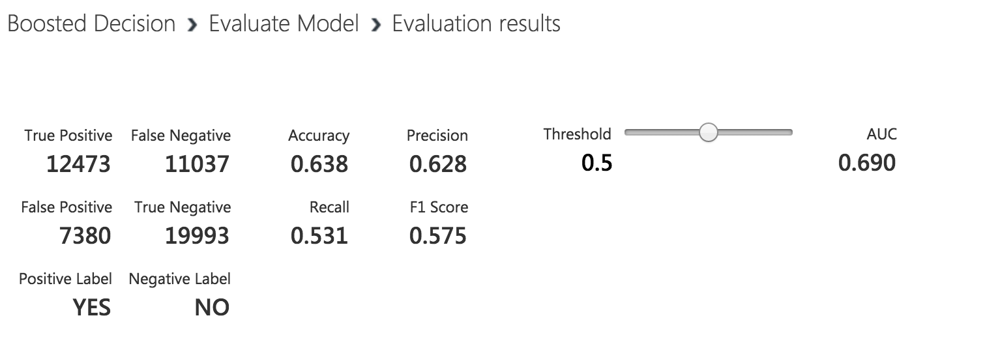 Boosted Decision › Evaluate Model › Evaluation results
True Positive False Negative Accuracy Precision Threshold AUC
12473 11037 0.638 0.628 0.5 0.690
False Positive True Negative Recall F1 Score
7380 19993 0.531 0.575
Positive Label Negative Label
YES NO